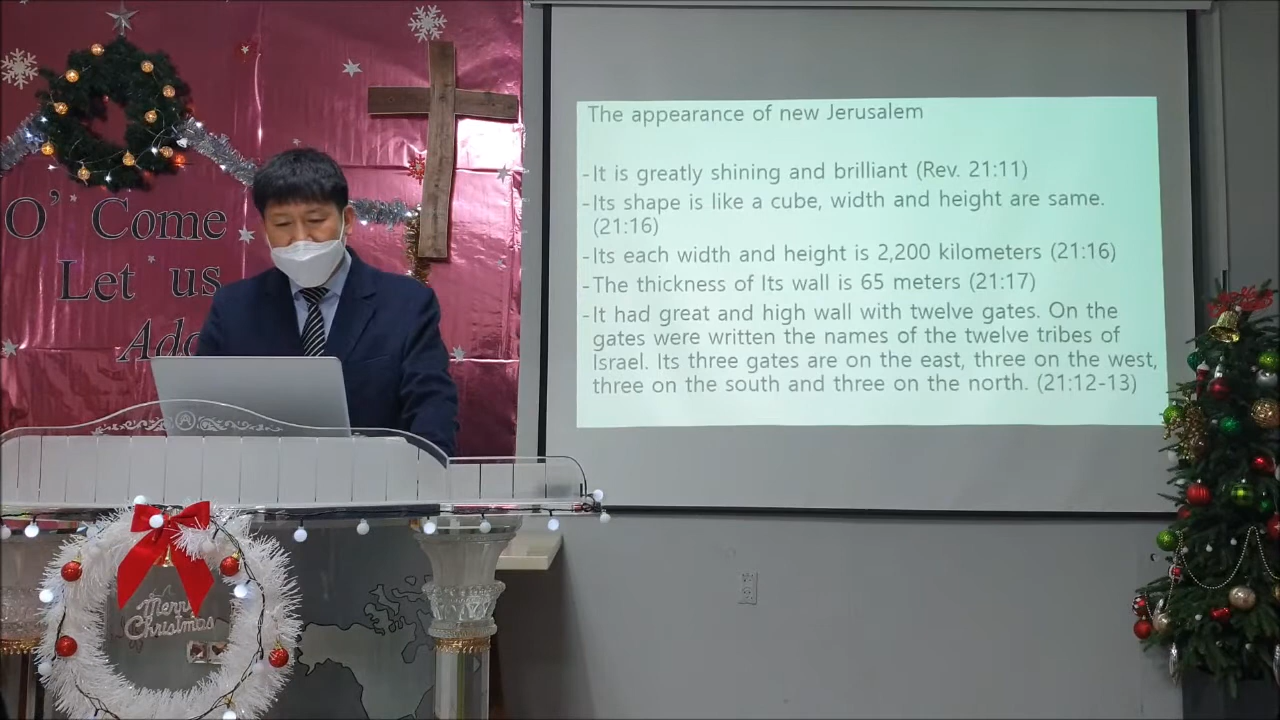 O' Come
Let us
The appearance of new Jerusalem
-It is greatly shining and brilliant (Rev. 21:11)
-Its shape is like a cube, width and height are same.
(21:16)
-Its each width and height is 2,200 kilometers (21:16)
-The thickness of Its wall is 65 meters (21:17)
-It had great and high wall with twelve gates. On the
gates were written the names of the twelve tribes of
Israel. Its three gates are on the east, three on the west,
three on the south and three on the north. (21:12-13)
Merry
Christmas